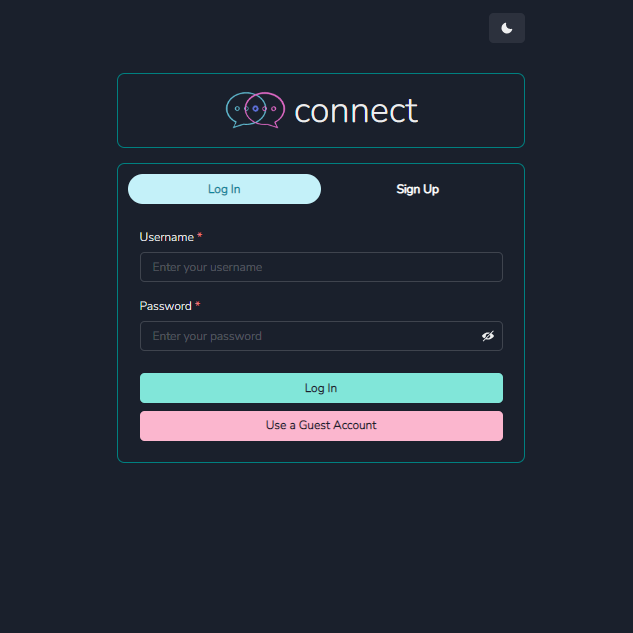 connect
Log In
Sign Up
Username *
Enter your username
Password *
Enter your password
Log In
Use a Guest Account